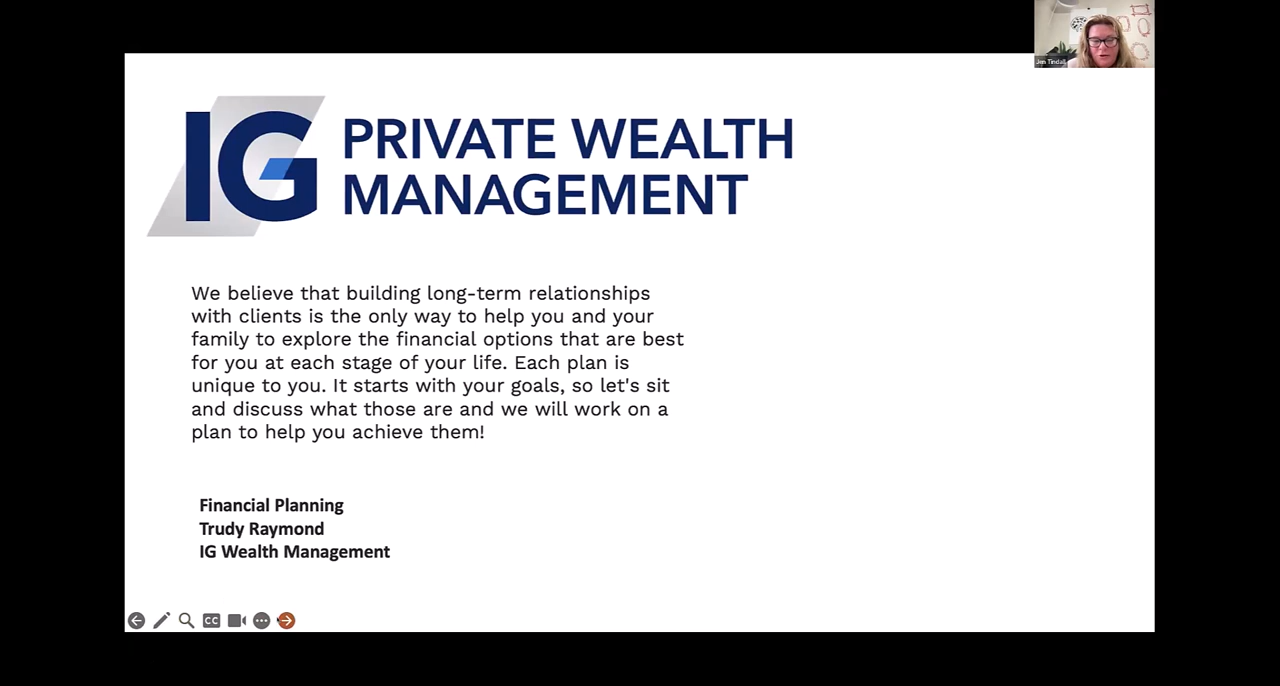 Jen Tindall
IG PRIVATE WEALTH
MANAGEMENT
We believe that building long-term relationships
with clients is the only way to help you and your
family to explore the financial options that are best
for you at each stage of your life. Each plan is
unique to you. It starts with your goals, so let's sit
and discuss what those are and we will work on a
plan to help you achieve them!
Financial Planning
Trudy Raymond
IG Wealth Management
CC